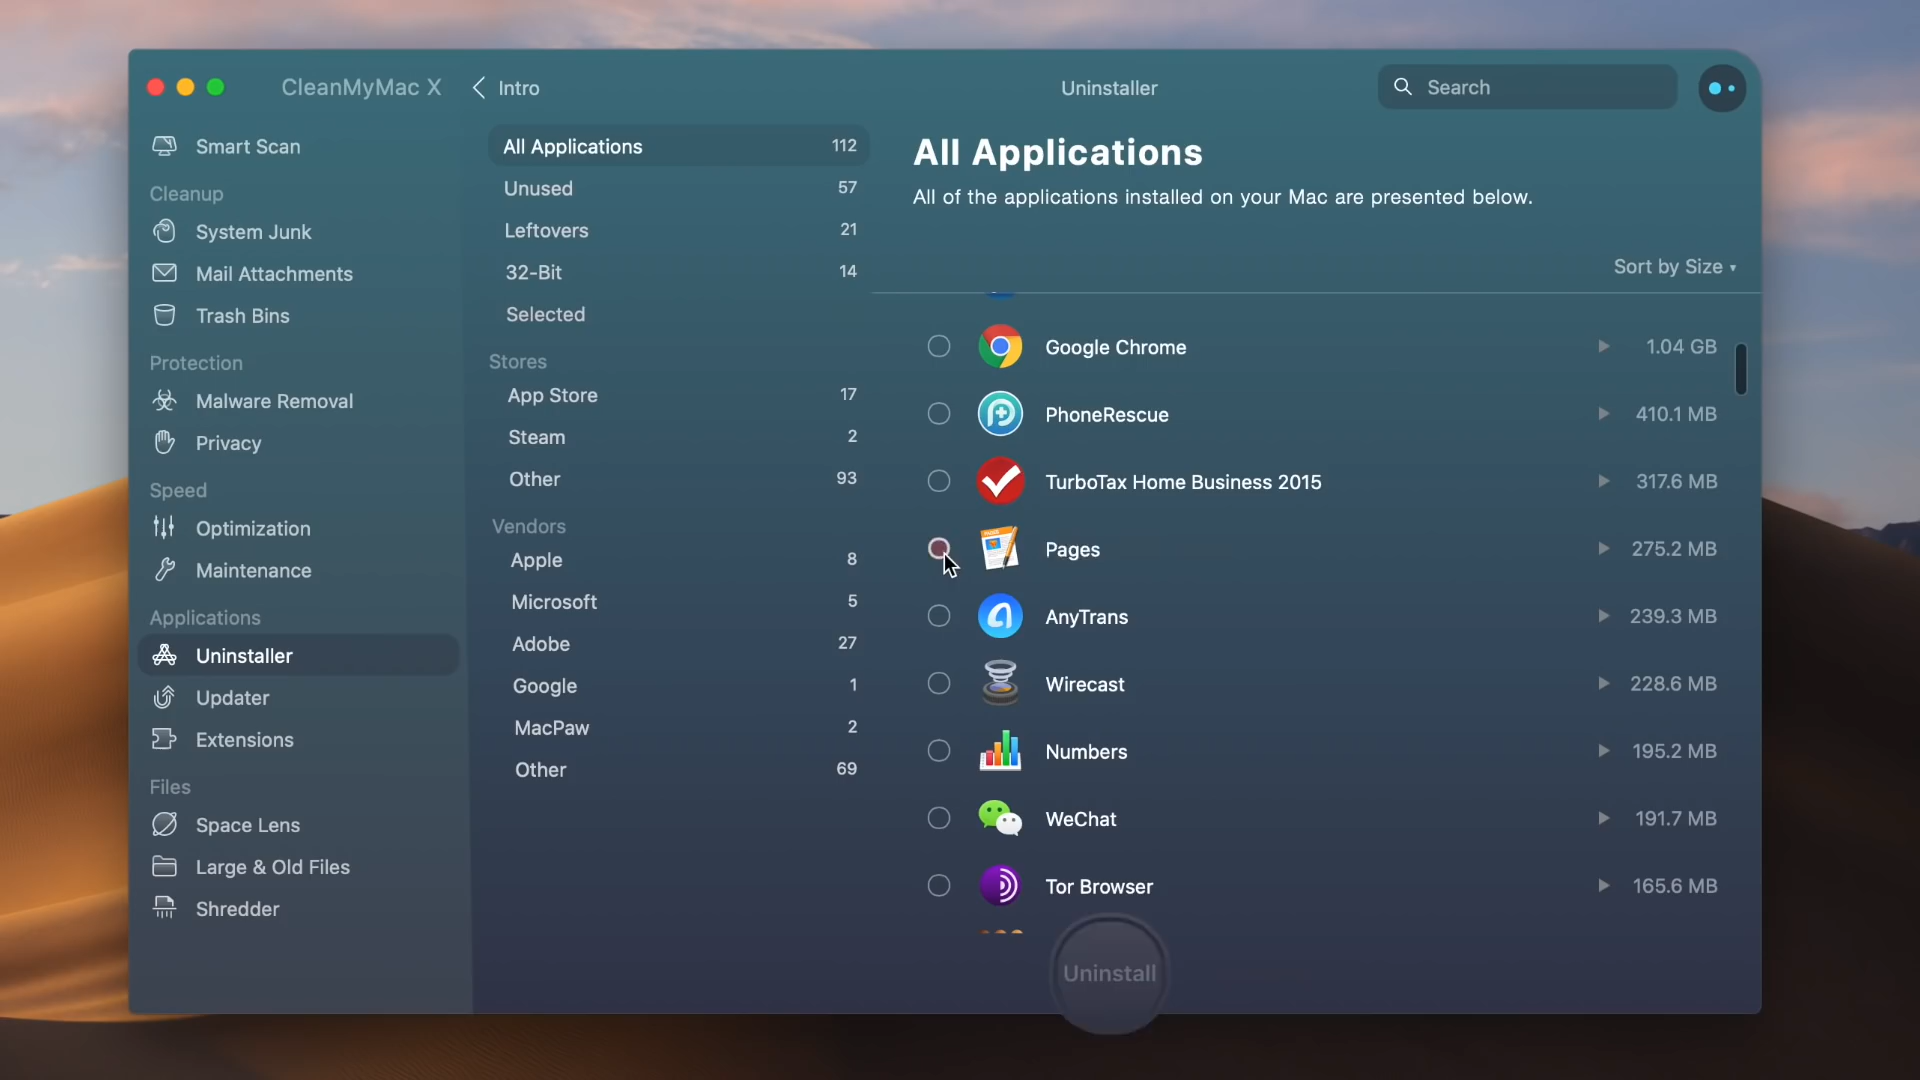 CleanMyMac X
Intro
Uninstaller
Search
Smart Scan
Cleanup
System Junk
Mail Attachments
Trash Bins
Protection
Malware Removal
Privacy
Speed
Optimization
Maintenance
Applications
Uninstaller
Updater
Extensions
Files
Space Lens
Large & Old Files
Shredder
All Applications 112
Unused 57
Leftovers 21
32-Bit 14
Selected
Stores
App Store 17
Steam 2
Other 93
Vendors
Apple 8
Microsoft 5
Adobe 27
Google 1
MacPaw 2
Other 69
All Applications
All of the applications installed on your Mac are presented below.
Sort by Size
Google Chrome 1.04 GB
PhoneRescue 410.1 MB
TurboTax Home Business 2015 317.6 MB
Pages 275.2 MB
AnyTrans 239.3 MB
Wirecast 228.6 MB
Numbers 195.2 MB
WeChat 191.7 MB
Tor Browser 165.6 MB
Uninstall